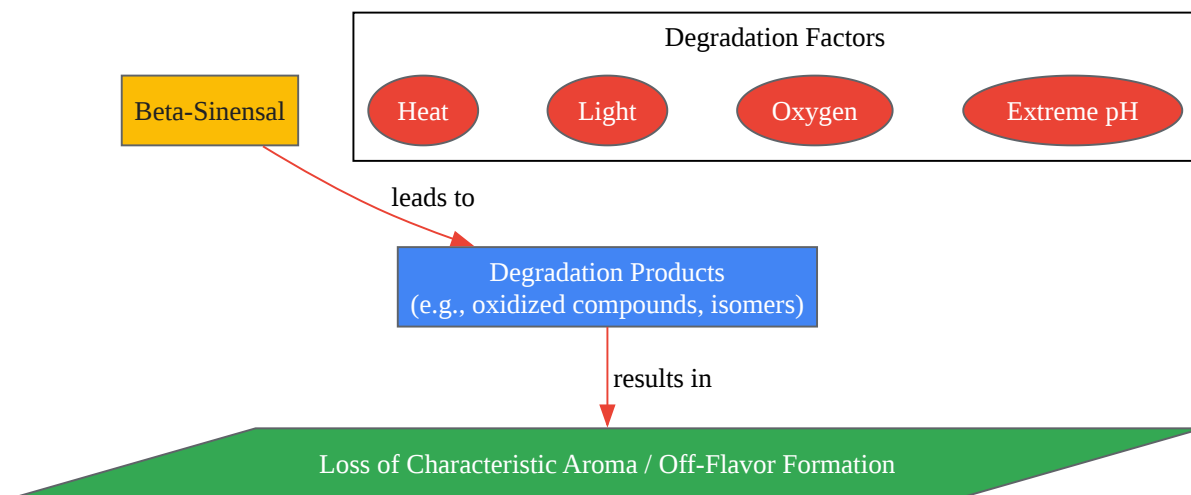 Degradation Factors
Beta-Sinensal
Heat
Light
Oxygen
Extreme pH
leads to
Degradation Products
(e.g., oxidized compounds, isomers)
results in
Loss of Characteristic Aroma / Off-Flavor Formation